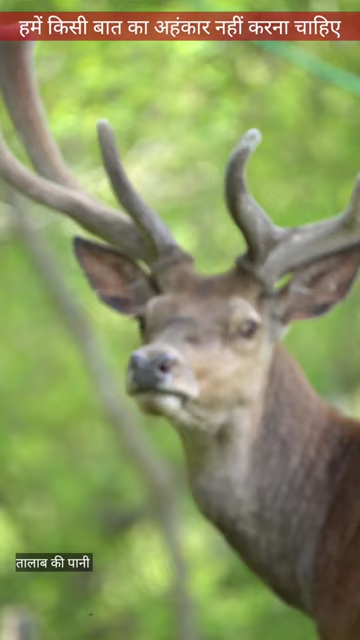 हमें किसी बात का अहंकार नहीं करना चाहिए
तालाब की पानी